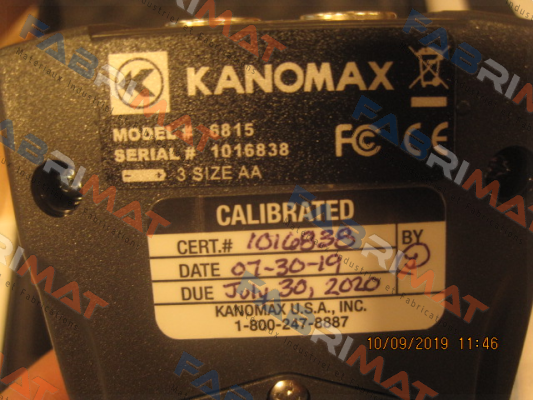 KANOMAX
MODEL # 6815
SERIAL # 1016838
3 SIZE AA
FC CE
CALIBRATED
CERT.# 1016838 BY
DATE 07-30-19
DUE July 30, 2020
KANOMAX U.S.A., INC.
1-800-247-8887
10/09/2019 11:46
FABRIMAT